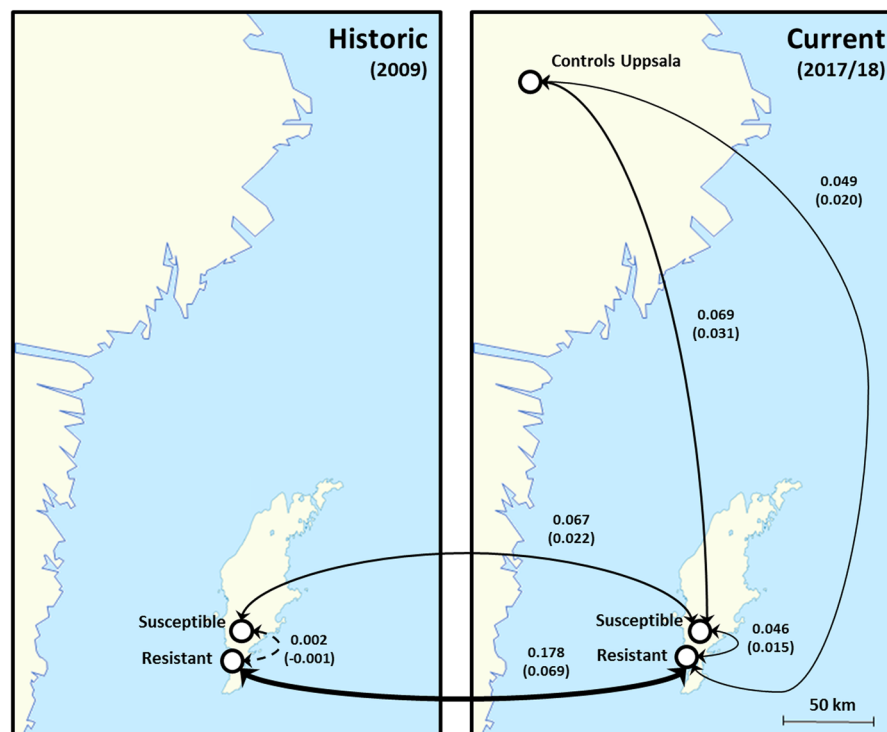 Historic
(2009)
Current
(2017/18)
Controls Uppsala
0.049
(0.020)
0.069
(0.031)
0.067
(0.022)
Susceptible
0.002
(-0.001)
Resistant
Susceptible
0.046
(0.015)
Resistant
0.178
(0.069)
50 km